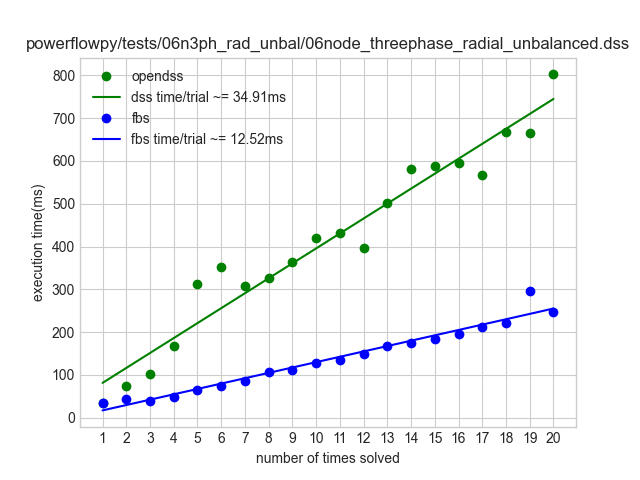 powerflowpy/tests/06n3ph_rad_unbal/06node_threephase_radial_unbalanced.dss
opendss
dss time/trial ~= 34.91ms
fbs
fbs time/trial ~= 12.52ms
execution time(ms)
800
700
600
500
400
300
200
100
0
1 2 3 4 5 6 7 8 9 10 11 12 13 14 15 16 17 18 19 20
number of times solved